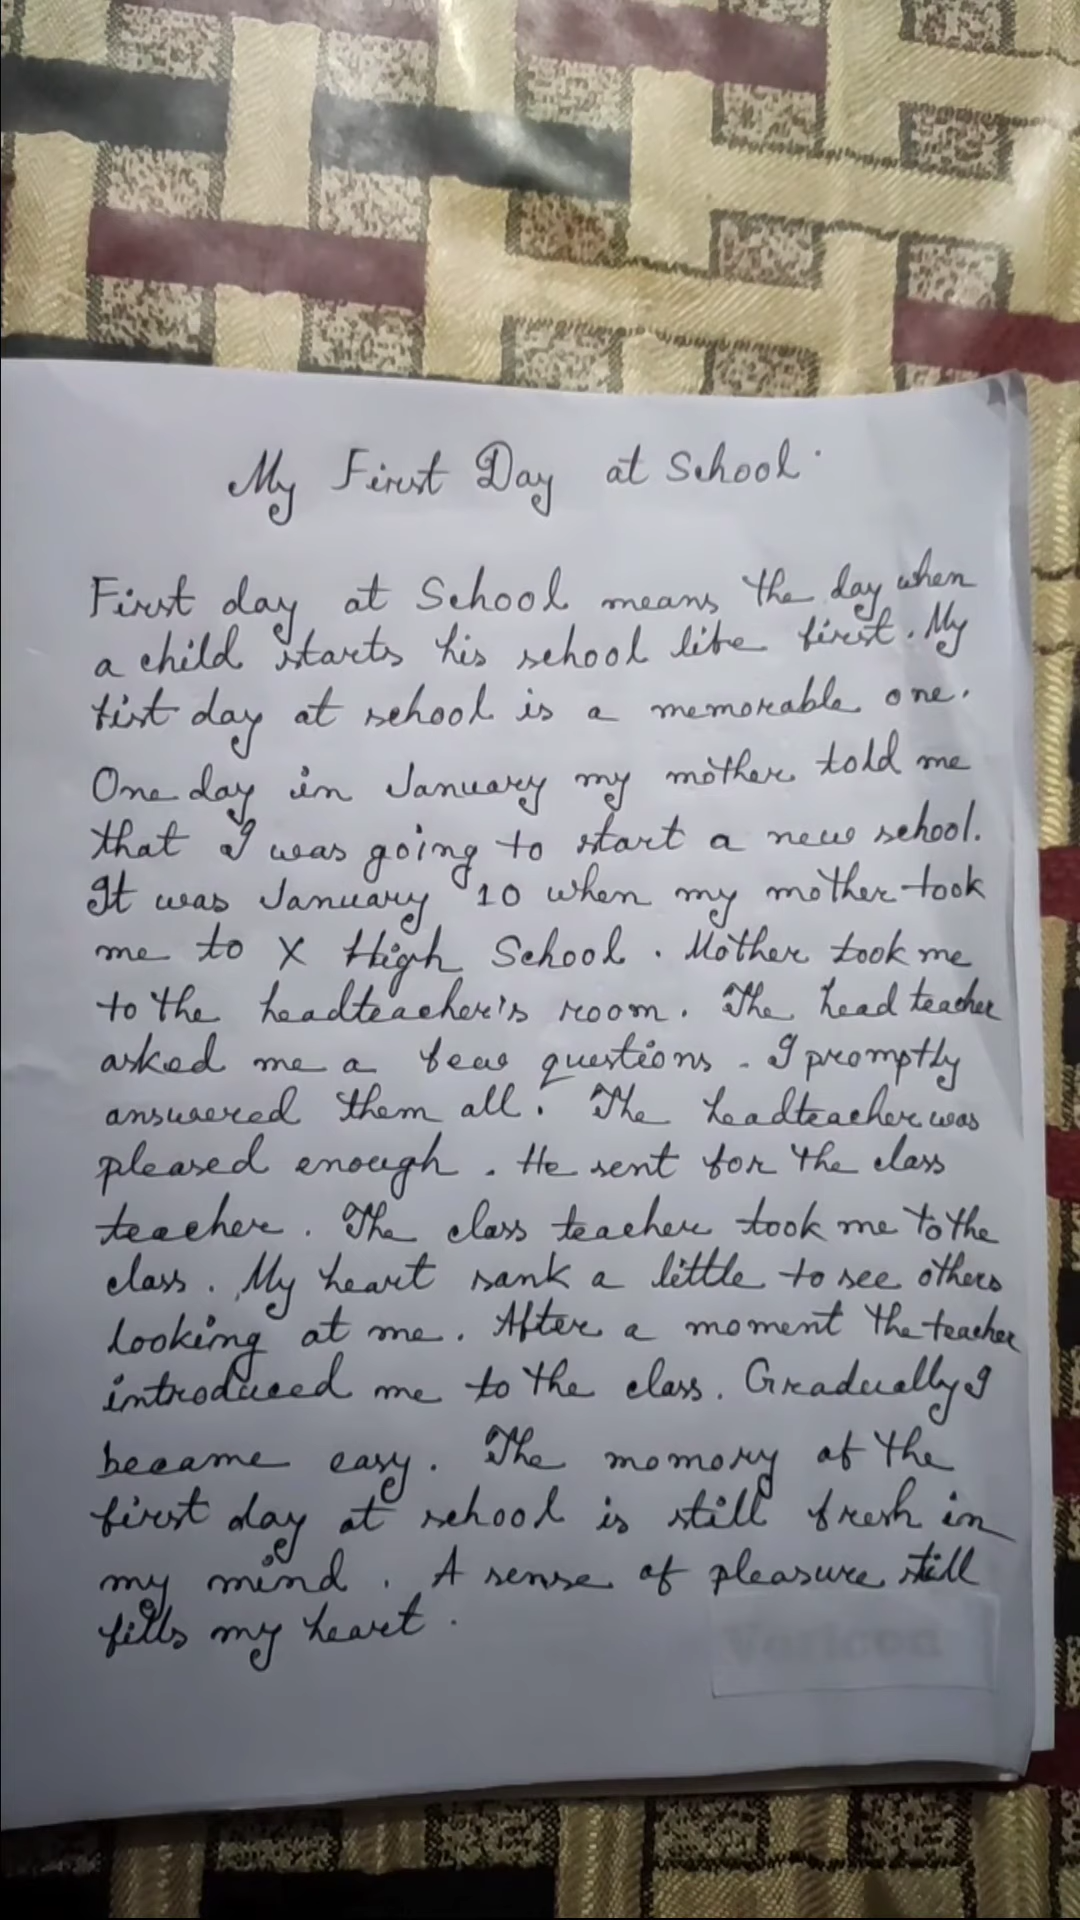 My First Day at School.
First day at School means the day when
a child starts his school life first. My
fist day at school is a memorable one.
One day in January my mother told me
that I was going to start a new school.
It was January 10 when my mother took
me to X High School. Mother took me
to the headteacher's room. The head teacher
asked me a few questions. I promptly
answered them all. The headteacher was
pleased enough. He sent for the class
teacher. The class teacher took me to the
class. My heart sank a little to see others
looking at me. After a moment the teacher
introduced me to the class. Gradually I
became easy. The momory of the
first day at school is still fresh in
my mind. A sense of pleasure still
fills my heart.